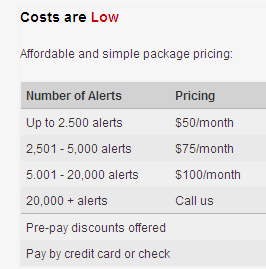 Costs are Low
Affordable and simple package pricing:
Number of Alerts Pricing
Up to 2.500 alerts $50/month
2,501 - 5,000 alerts $75/month
5.001 - 20,000 alerts $100/month
20,000 + alerts Call us
Pre-pay discounts offered
Pay by credit card or check